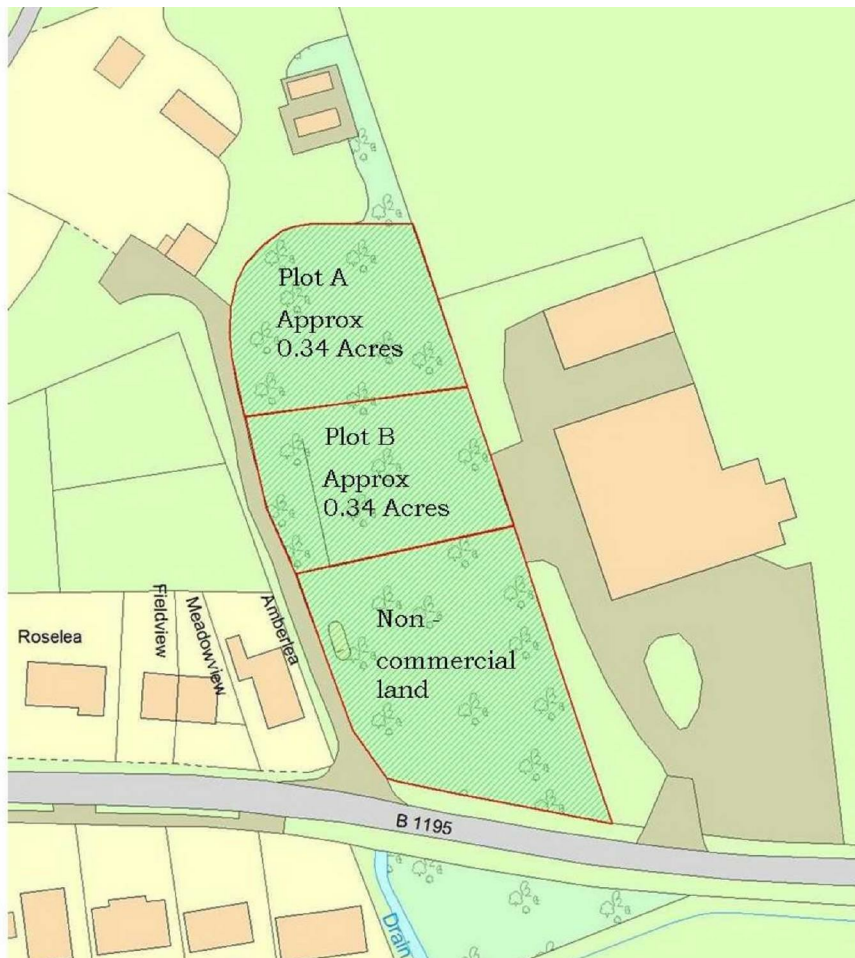 Plot A
Approx
0.34 Acres
Plot B
Approx
0.34 Acres
Non -
commercial
land
Roselea
Fieldview
Meadowview
Amberlea
B 1195
Drain